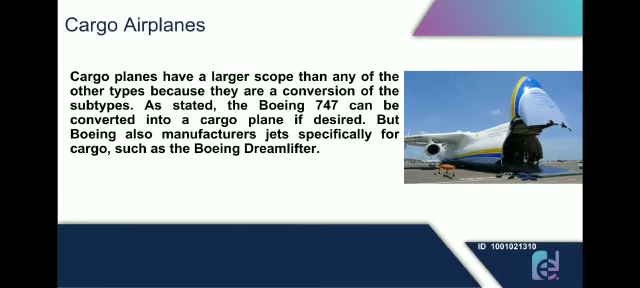 Cargo Airplanes
Cargo planes have a larger scope than any of the
other types because they are a conversion of the
subtypes. As stated, the Boeing 747 can be
converted into a cargo plane if desired. But
Boeing also manufacturers jets specifically for
cargo, such as the Boeing Dreamlifter.
ID 1001021310